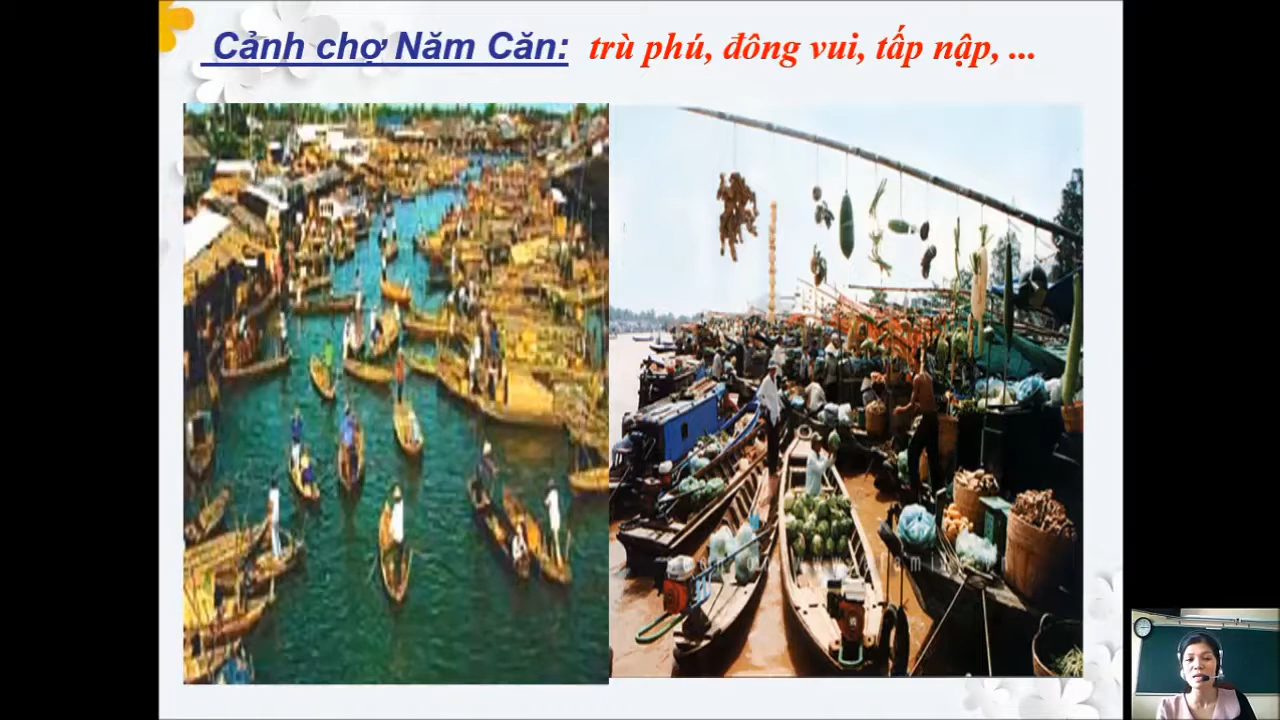 Cảnh chợ Năm Căn: trù phú, đông vui, tấp nập, ...